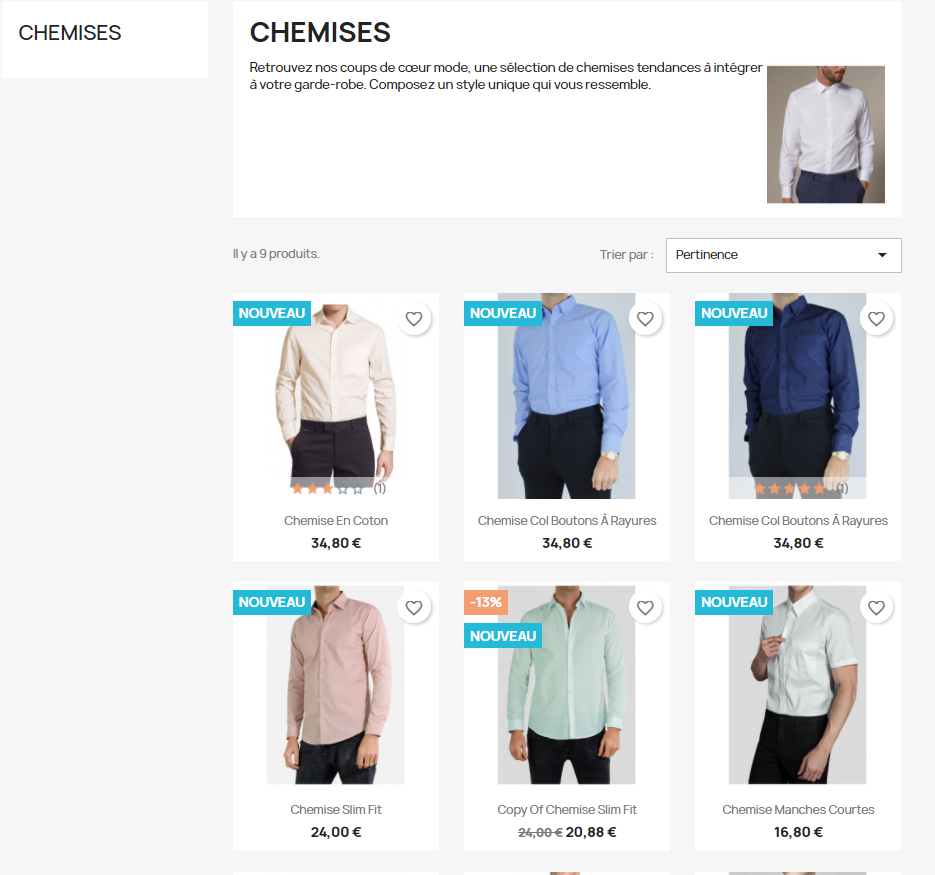 CHEMISES
CHEMISES
Retrouvez nos coups de cœur mode, une sélection de chemises tendances à intégrer
à votre garde-robe. Composez un style unique qui vous ressemble.
Il y a 9 produits.
Trier par :
Pertinence
NOUVEAU
NOUVEAU
NOUVEAU
(1)
(1)
Chemise En Coton
Chemise Col Boutons À Rayures
Chemise Col Boutons À Rayures
34,80 €
34,80 €
34,80 €
NOUVEAU
-13%
NOUVEAU
NOUVEAU
Chemise Slim Fit
Copy Of Chemise Slim Fit
Chemise Manches Courtes
24,00 €
24,00 € 20,88 €
16,80 €